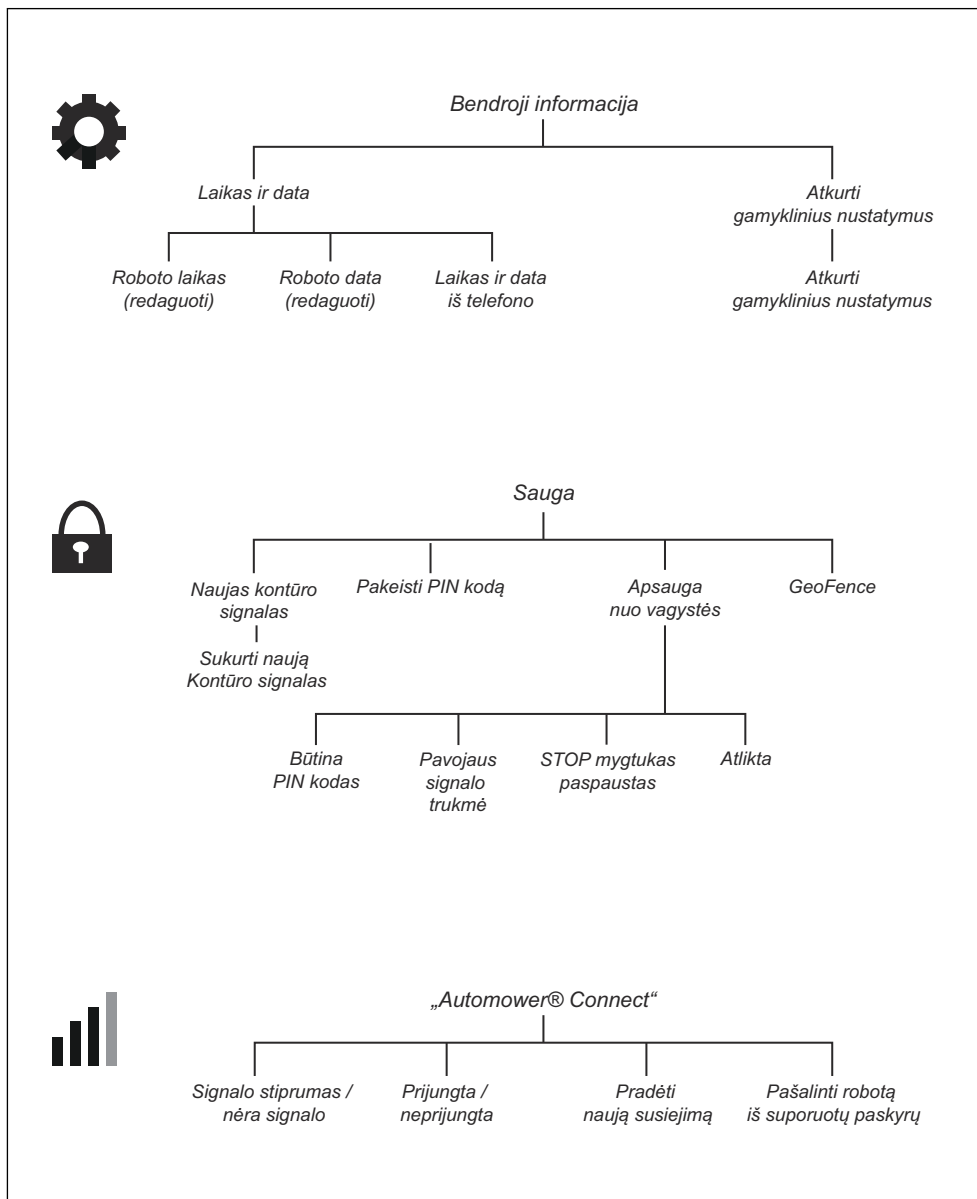 Bendroji informacija
Laikas ir data
Atkurti
gamyklinius nustatymus
Roboto laikas
(redaguoti)
Roboto data
(redaguoti)
Laikas ir data
iš telefono
Atkurti
gamyklinius nustatymus
Sauga
Naujas kontūro
signalas
Pakeisti PIN kodą
Apsauga
nuo vagystės
GeoFence
Sukurti naują
Kontūro signalas
Būtina
PIN kodas
Pavojaus
signalo
trukmė
STOP mygtukas
paspaustas
Atlikta
„Automower® Connect“
Signalo stiprumas /
nėra signalo
Prijungta /
neprijungta
Pradėti
naują susiejimą
Pašalinti robotą
iš suporuotų paskyrų